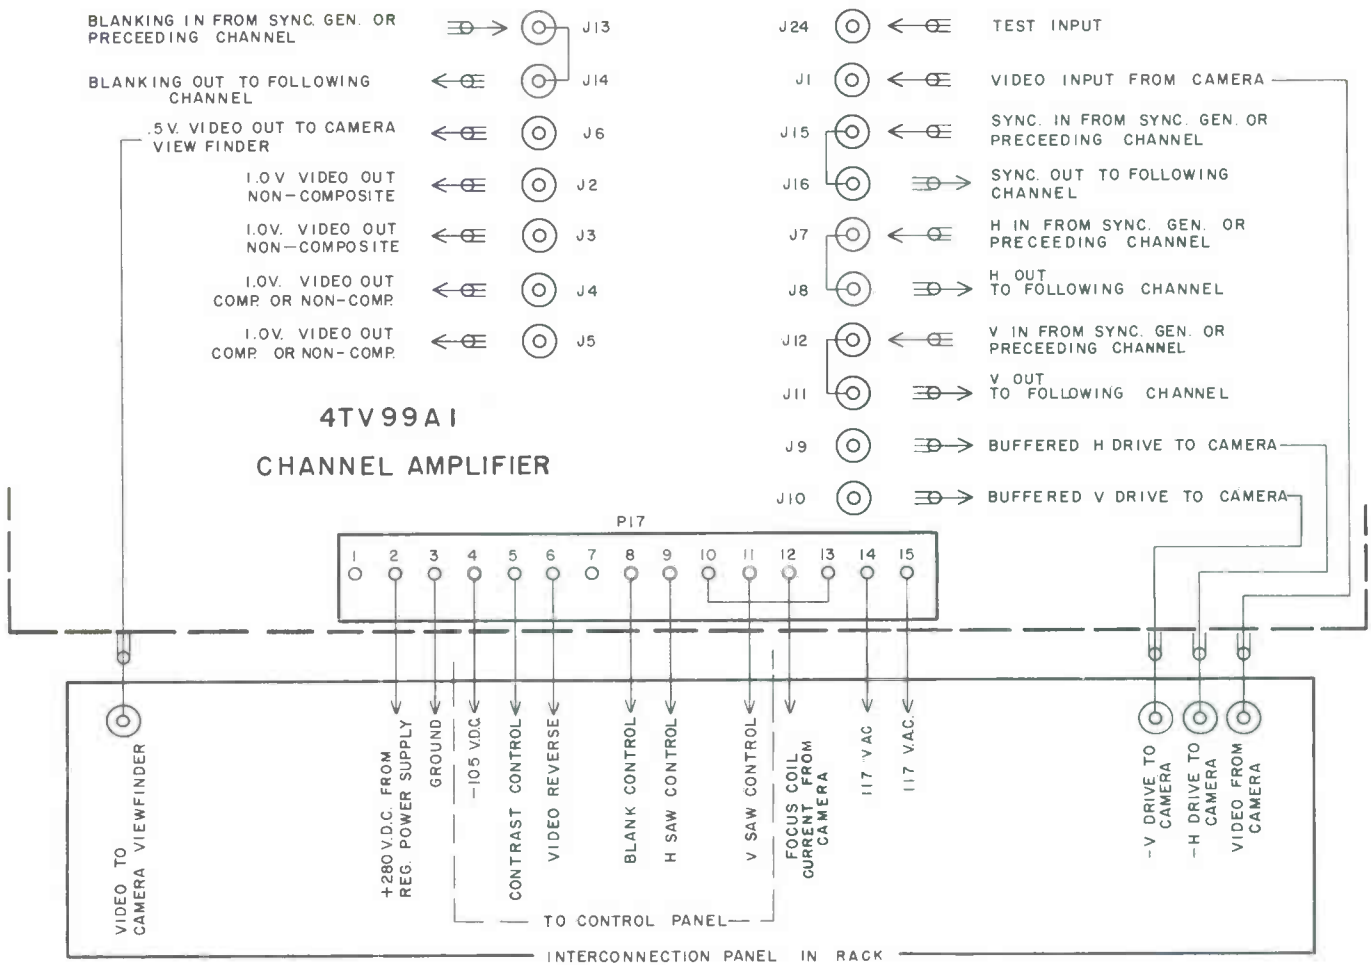 BLANKING IN FROM SYNC. GEN. OR
PRECEEDING CHANNEL
J13
BLANKING OUT TO FOLLOWING
CHANNEL
J14
.5V. VIDEO OUT TO CAMERA
VIEW FINDER
J6
1.0V VIDEO OUT
NON-COMPOSITE
J2
1.0V. VIDEO OUT
NON-COMPOSITE
J3
1.0V. VIDEO OUT
COMP. OR NON-COMP.
J4
1.0V. VIDEO OUT
COMP. OR NON-COMP.
J5
J24
TEST INPUT
J1
VIDEO INPUT FROM CAMERA
J15
SYNC. IN FROM SYNC. GEN. OR
PRECEEDING CHANNEL
J16
SYNC. OUT TO FOLLOWING
CHANNEL
J7
H IN FROM SYNC. GEN. OR
PRECEEDING CHANNEL
J8
H OUT
TO FOLLOWING CHANNEL
J12
V IN FROM SYNC. GEN. OR
PRECEEDING CHANNEL
J11
V OUT
TO FOLLOWING CHANNEL
J9
BUFFERED H DRIVE TO CAMERA
J10
BUFFERED V DRIVE TO CAMERA
4TV99A1
CHANNEL AMPLIFIER
P17
1 2 3 4 5 6 7 8 9 10 11 12 13 14 15
VIDEO TO
CAMERA VIEWFINDER
+280 V.D.C. FROM
REG. POWER SUPPLY
GROUND
-105 V.D.C.
CONTRAST CONTROL
VIDEO REVERSE
BLANK CONTROL
H SAW CONTROL
V SAW CONTROL
FOCUS COIL
CURRENT FROM
CAMERA
117 V AC
117 V.A.C.
-V DRIVE TO
CAMERA
-H DRIVE TO
CAMERA
VIDEO FROM
CAMERA
TO CONTROL PANEL
INTERCONNECTION PANEL IN RACK